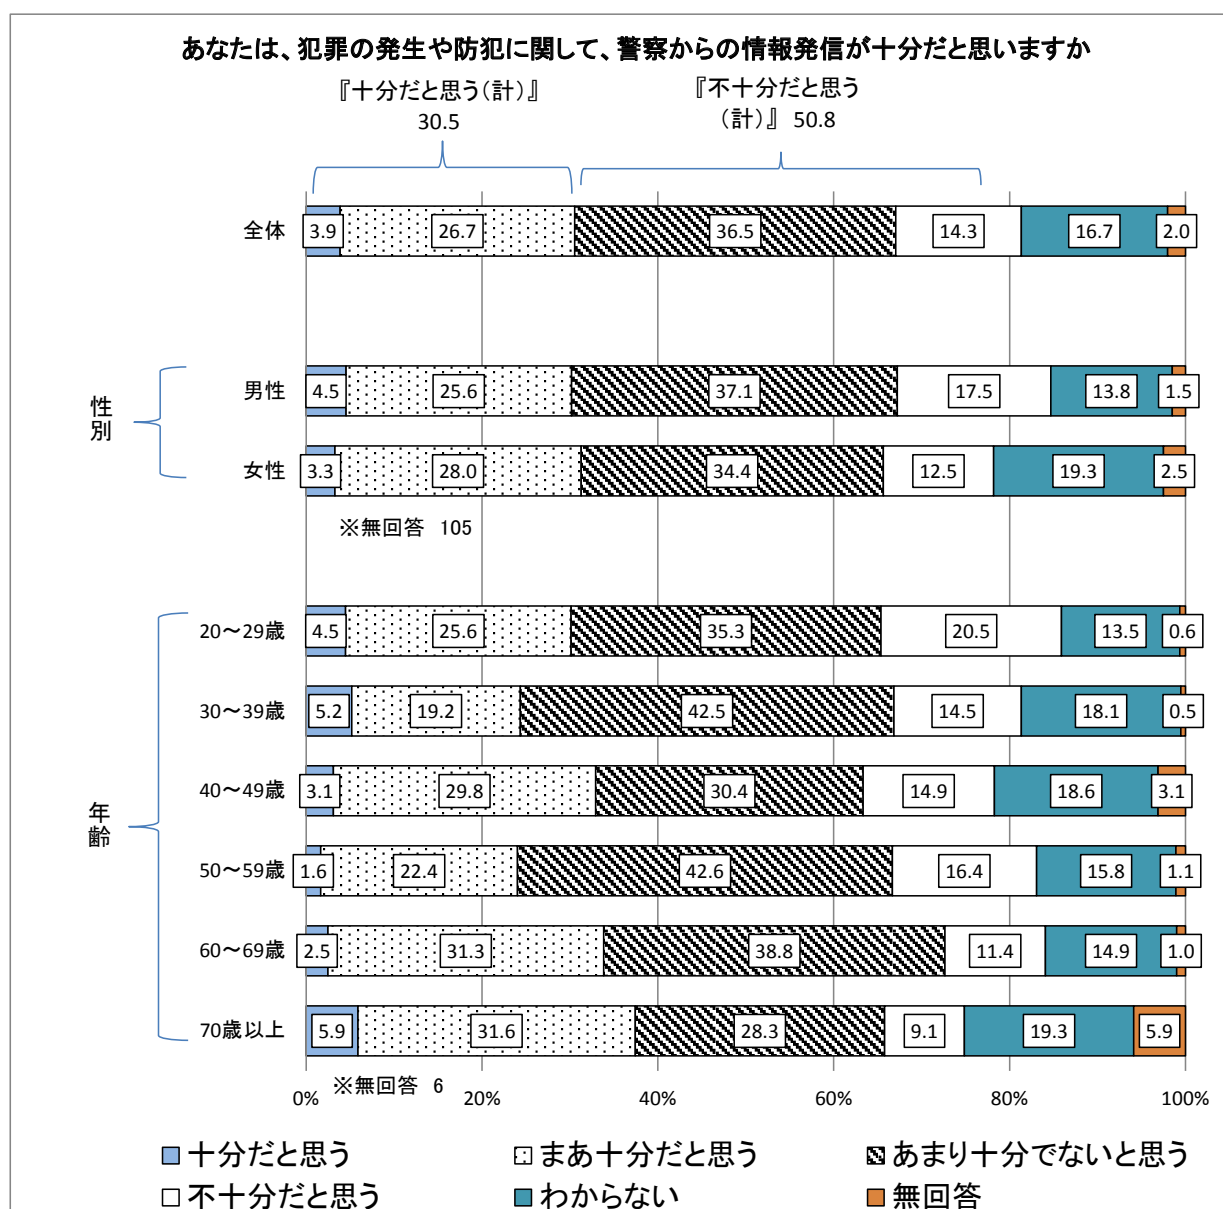 あなたは、犯罪の発生や防犯に関して、警察からの情報発信が十分だと思いますか
『十分だと思う(計)』
30.5
『不十分だと思う
(計)』 50.8
全体 3.9 26.7 36.5 14.3 16.7 2.0
性別
男性 4.5 25.6 37.1 17.5 13.8 1.5
女性 3.3 28.0 34.4 12.5 19.3 2.5
※無回答 105
年齢
20～29歳 4.5 25.6 35.3 20.5 13.5 0.6
30～39歳 5.2 19.2 42.5 14.5 18.1 0.5
40～49歳 3.1 29.8 30.4 14.9 18.6 3.1
50～59歳 1.6 22.4 42.6 16.4 15.8 1.1
60～69歳 2.5 31.3 38.8 11.4 14.9 1.0
70歳以上 5.9 31.6 28.3 9.1 19.3 5.9
※無回答 6
0% 20% 40% 60% 80% 100%
十分だと思う まあ十分だと思う あまり十分でないと思う
不十分だと思う わからない 無回答